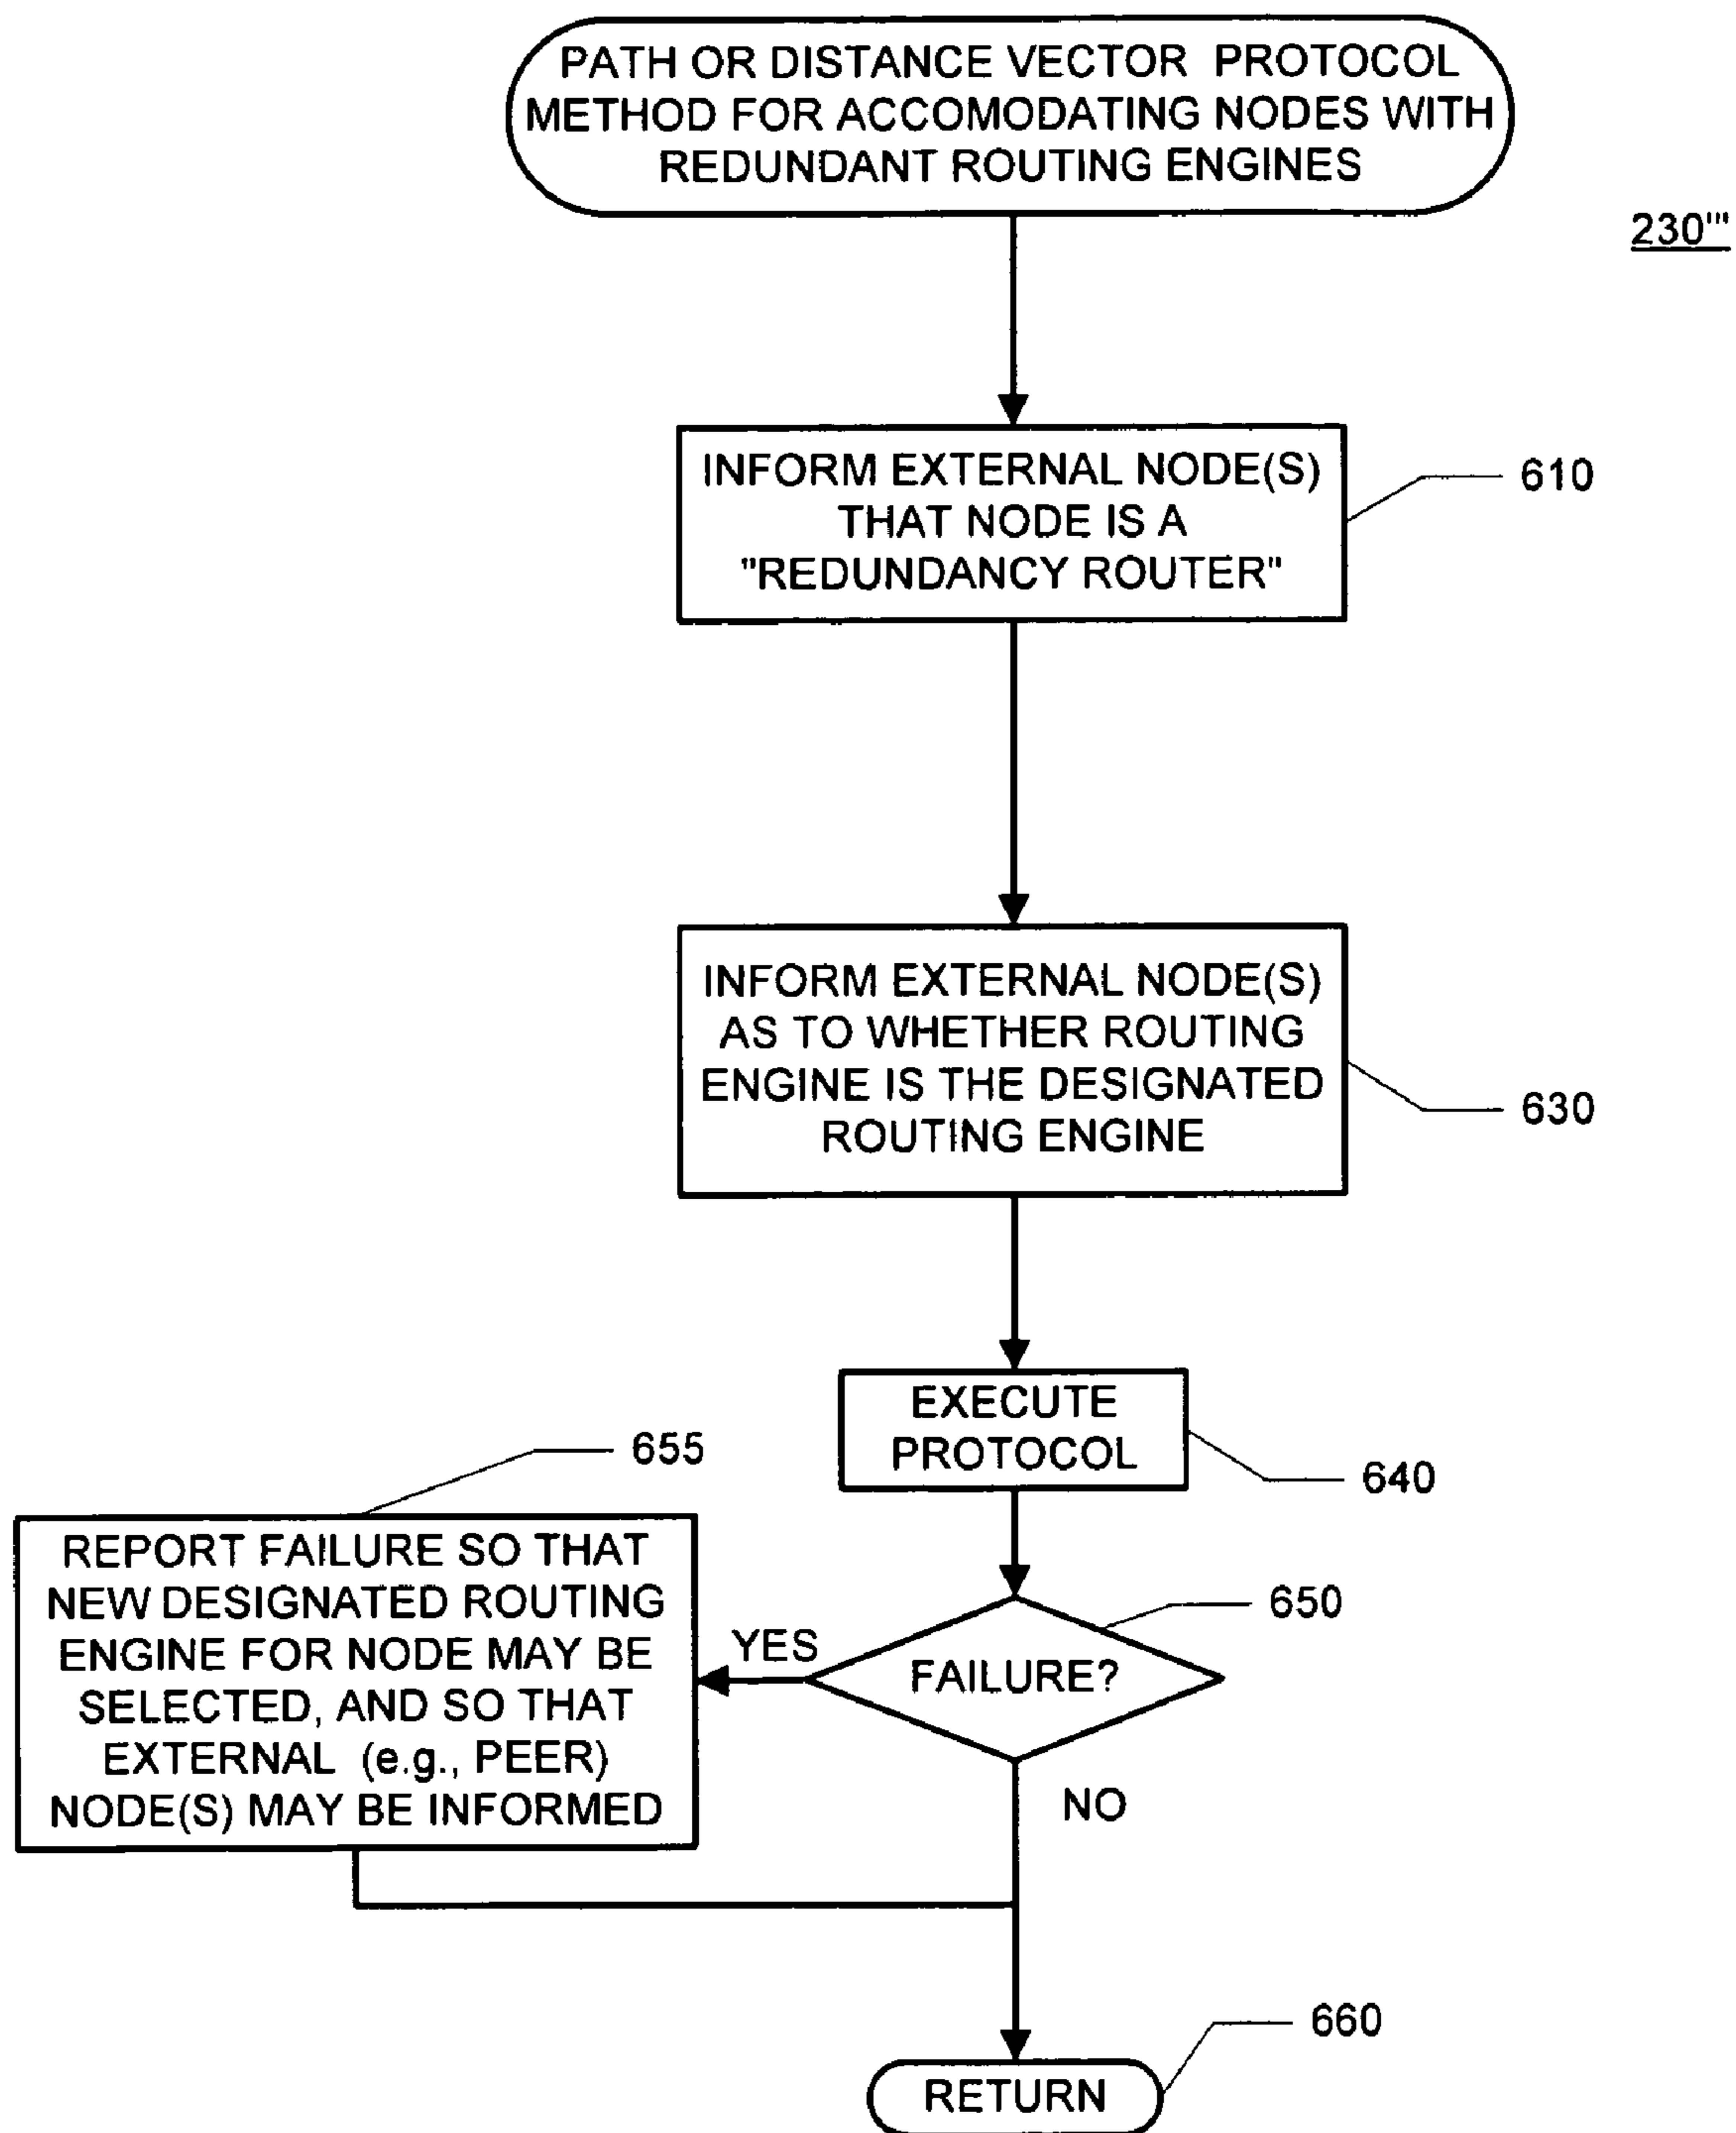 PATH OR DISTANCE VECTOR PROTOCOL
METHOD FOR ACCOMODATING NODES WITH
REDUNDANT ROUTING ENGINES
230'''
INFORM EXTERNAL NODE(S)
THAT NODE IS A
"REDUNDANCY ROUTER"
610
INFORM EXTERNAL NODE(S)
AS TO WHETHER ROUTING
ENGINE IS THE DESIGNATED
ROUTING ENGINE
630
EXECUTE
PROTOCOL
640
655
REPORT FAILURE SO THAT
NEW DESIGNATED ROUTING
ENGINE FOR NODE MAY BE
SELECTED, AND SO THAT
EXTERNAL (e.g., PEER)
NODE(S) MAY BE INFORMED
YES
FAILURE?
650
NO
660
RETURN